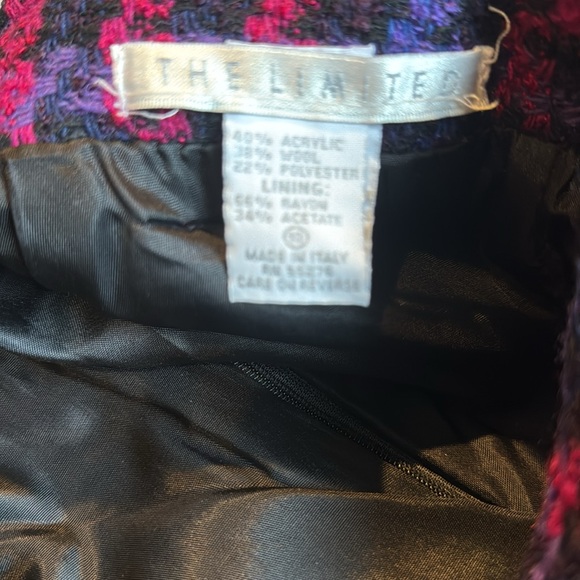 THE LIMITED
40% ACRYLIC
38% WOOL
22% POLYESTER
LINING:
66% RAYON
34% ACETATE
MADE IN ITALY
RN 55276
CARE ON REVERSE